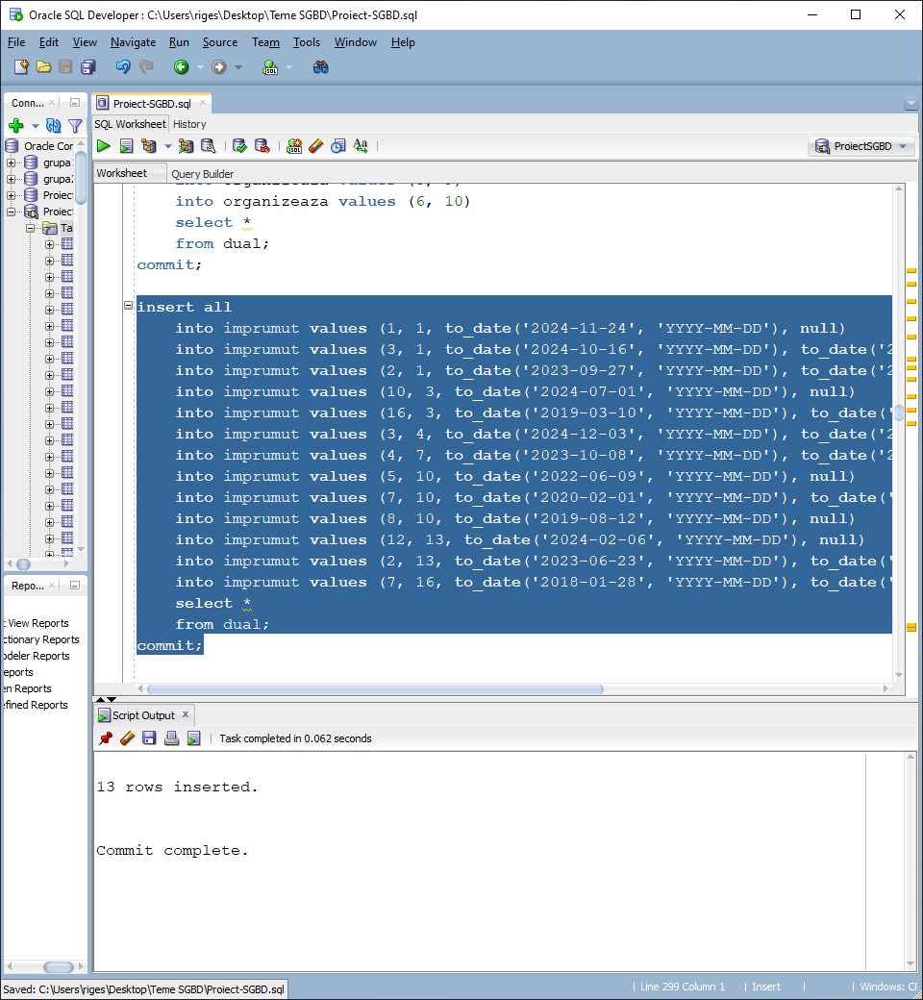 Oracle SQL Developer : C:\Users\riges\Desktop\Teme SGBD\Proiect-SGBD.sql
File Edit View Navigate Run Source Team Tools Window Help
Conn...
Oracle Cor
grupa
grupa
Proiec
Proiec
Ta
Repo...
View Reports
ctionary Reports
odeler Reports
eports
en Reports
efined Reports
Proiect-SGBD.sql
SQL Worksheet History
ProiectSGBD
Worksheet Query Builder
into organizeaza values (6, 10)
select *
from dual;
commit;
insert all
into imprumut values (1, 1, to_date('2024-11-24', 'YYYY-MM-DD'), null)
into imprumut values (3, 1, to_date('2024-10-16', 'YYYY-MM-DD'), to_date('2
into imprumut values (2, 1, to_date('2023-09-27', 'YYYY-MM-DD'), to_date('2
into imprumut values (10, 3, to_date('2024-07-01', 'YYYY-MM-DD'), null)
into imprumut values (16, 3, to_date('2019-03-10', 'YYYY-MM-DD'), to_date('
into imprumut values (3, 4, to_date('2024-12-03', 'YYYY-MM-DD'), to_date('2
into imprumut values (4, 7, to_date('2023-10-08', 'YYYY-MM-DD'), to_date('2
into imprumut values (5, 10, to_date('2022-06-09', 'YYYY-MM-DD'), null)
into imprumut values (7, 10, to_date('2020-02-01', 'YYYY-MM-DD'), to_date('
into imprumut values (8, 10, to_date('2019-08-12', 'YYYY-MM-DD'), null)
into imprumut values (12, 13, to_date('2024-02-06', 'YYYY-MM-DD'), null)
into imprumut values (2, 13, to_date('2023-06-23', 'YYYY-MM-DD'), to_date('
into imprumut values (7, 16, to_date('2018-01-28', 'YYYY-MM-DD'), to_date('
select *
from dual;
commit;
Script Output
Task completed in 0.062 seconds
13 rows inserted.
Commit complete.
Saved: C:\Users\riges\Desktop\Teme SGBD\Proiect-SGBD.sql
Line 299 Column 1 Insert Windows: CF